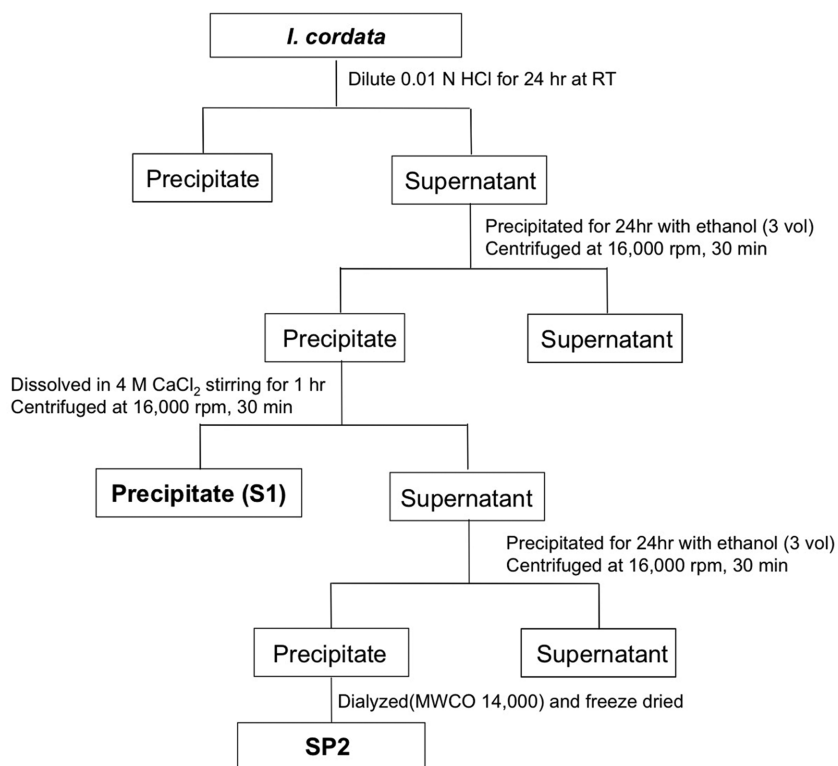 I. cordata
Dilute 0.01 N HCl for 24 hr at RT
Precipitate
Supernatant
Precipitated for 24hr with ethanol (3 vol)
Centrifuged at 16,000 rpm, 30 min
Precipitate
Supernatant
Dissolved in 4 M CaCl₂ stirring for 1 hr
Centrifuged at 16,000 rpm, 30 min
Precipitate (S1)
Supernatant
Precipitated for 24hr with ethanol (3 vol)
Centrifuged at 16,000 rpm, 30 min
Precipitate
Supernatant
Dialyzed(MWCO 14,000) and freeze dried
SP2